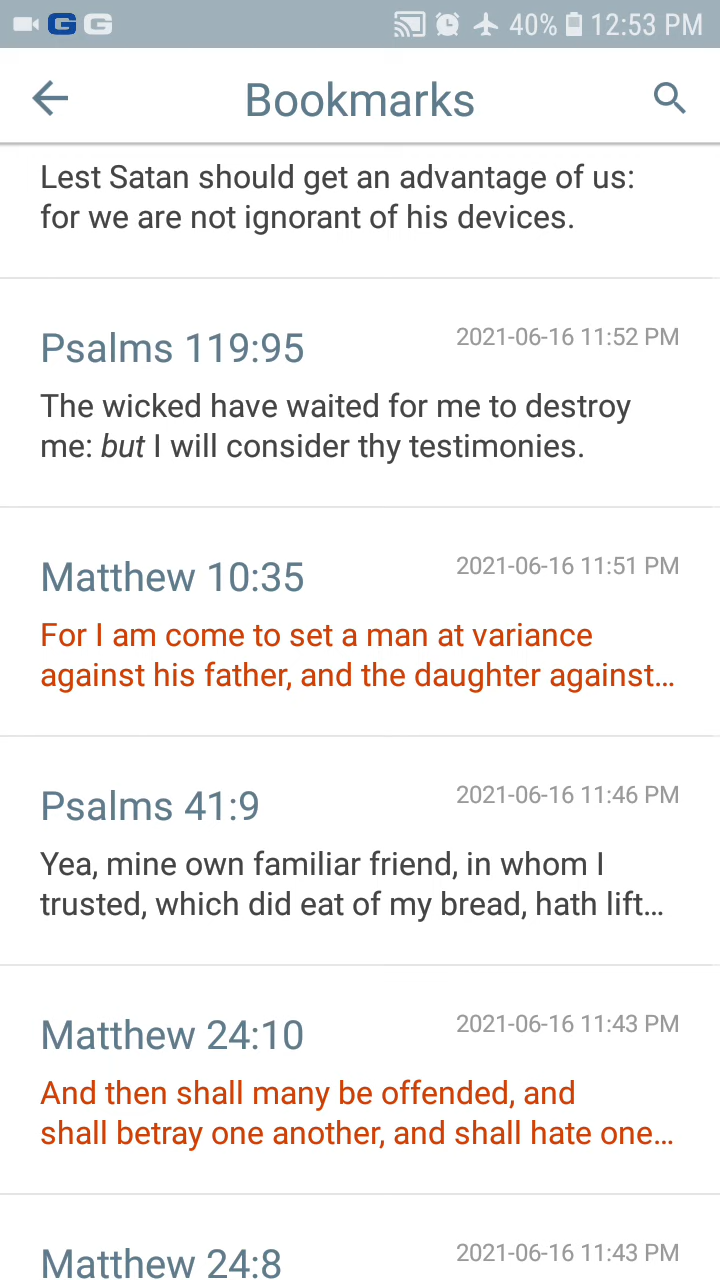 G G 40% 12:53 PM
Bookmarks
Lest Satan should get an advantage of us:
for we are not ignorant of his devices.
Psalms 119:95 2021-06-16 11:52 PM
The wicked have waited for me to destroy
me: but I will consider thy testimonies.
Matthew 10:35 2021-06-16 11:51 PM
For I am come to set a man at variance
against his father, and the daughter against...
Psalms 41:9 2021-06-16 11:46 PM
Yea, mine own familiar friend, in whom I
trusted, which did eat of my bread, hath lift...
Matthew 24:10 2021-06-16 11:43 PM
And then shall many be offended, and
shall betray one another, and shall hate one...
Matthew 24:8 2021-06-16 11:43 PM